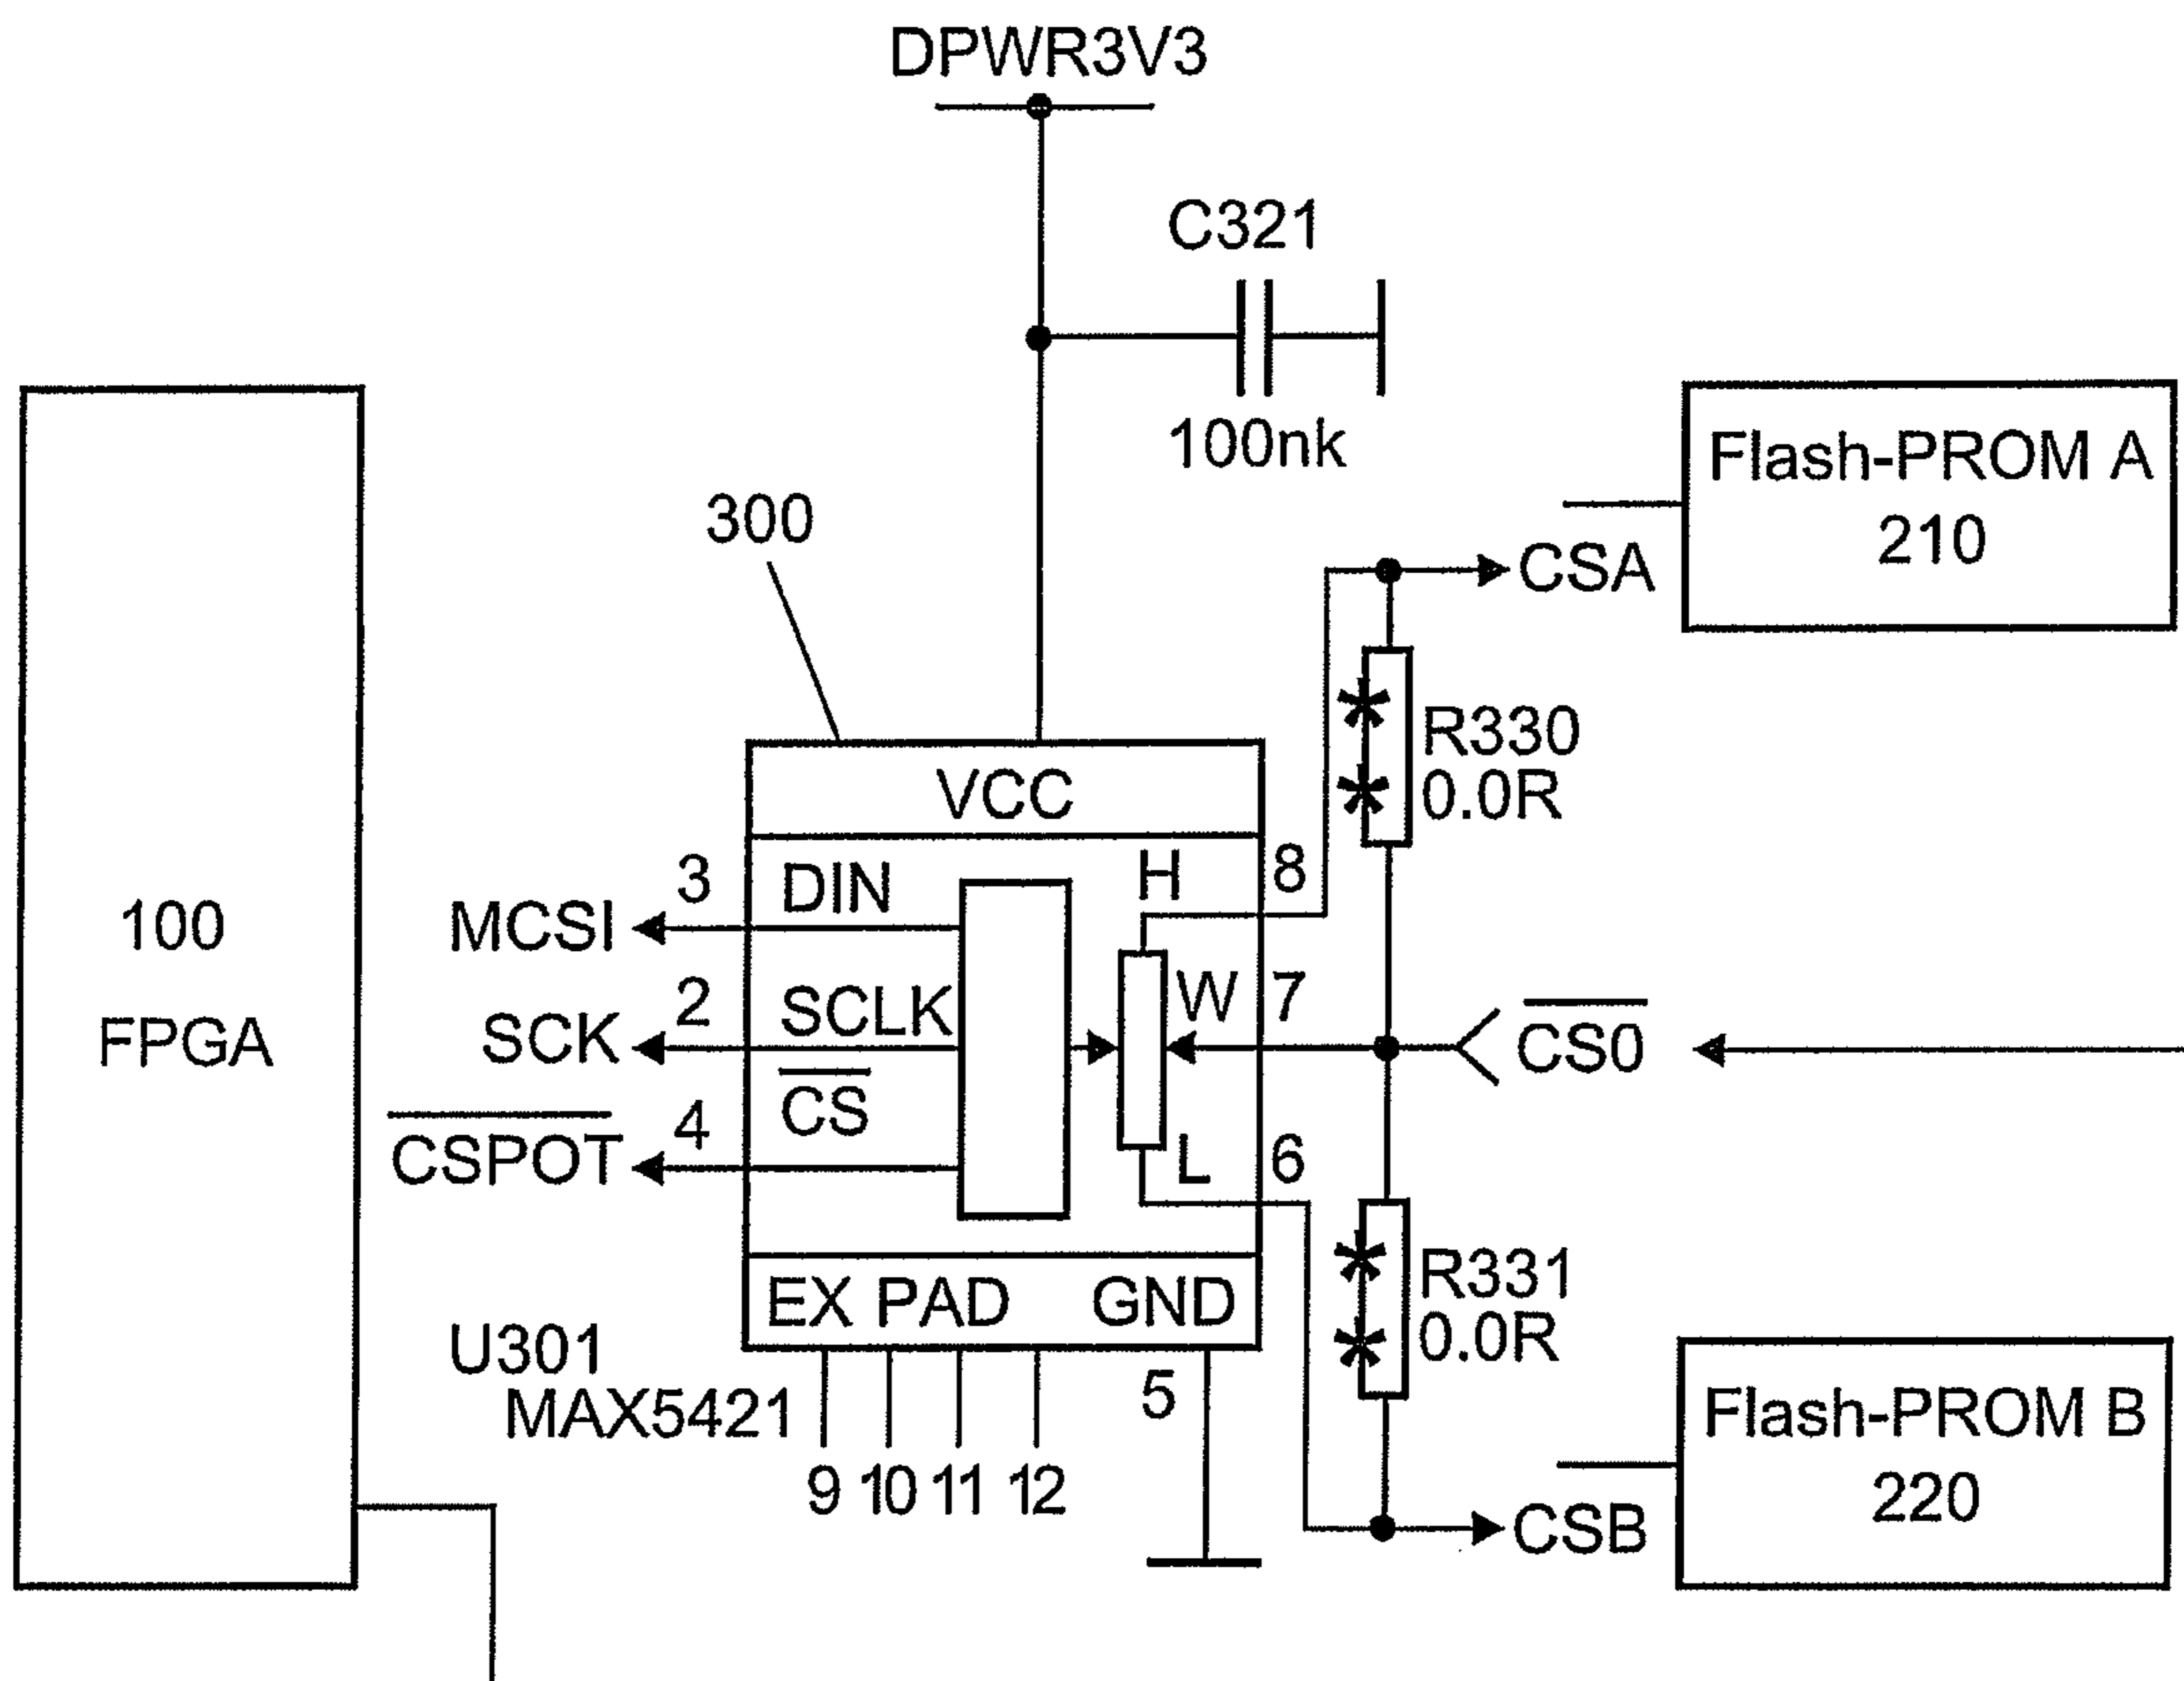 DPWR3V3
C321
100nk
300
Flash-PROM A
210
CSA
R330
0.0R
VCC
100
FPGA
MCSI
3
DIN
H
8
SCK
2
SCLK
W
7
CS0
CSPOT
4
CS
L
6
R331
0.0R
EX PAD
GND
U301
MAX5421
5
9
10
11
12
Flash-PROM B
220
CSB